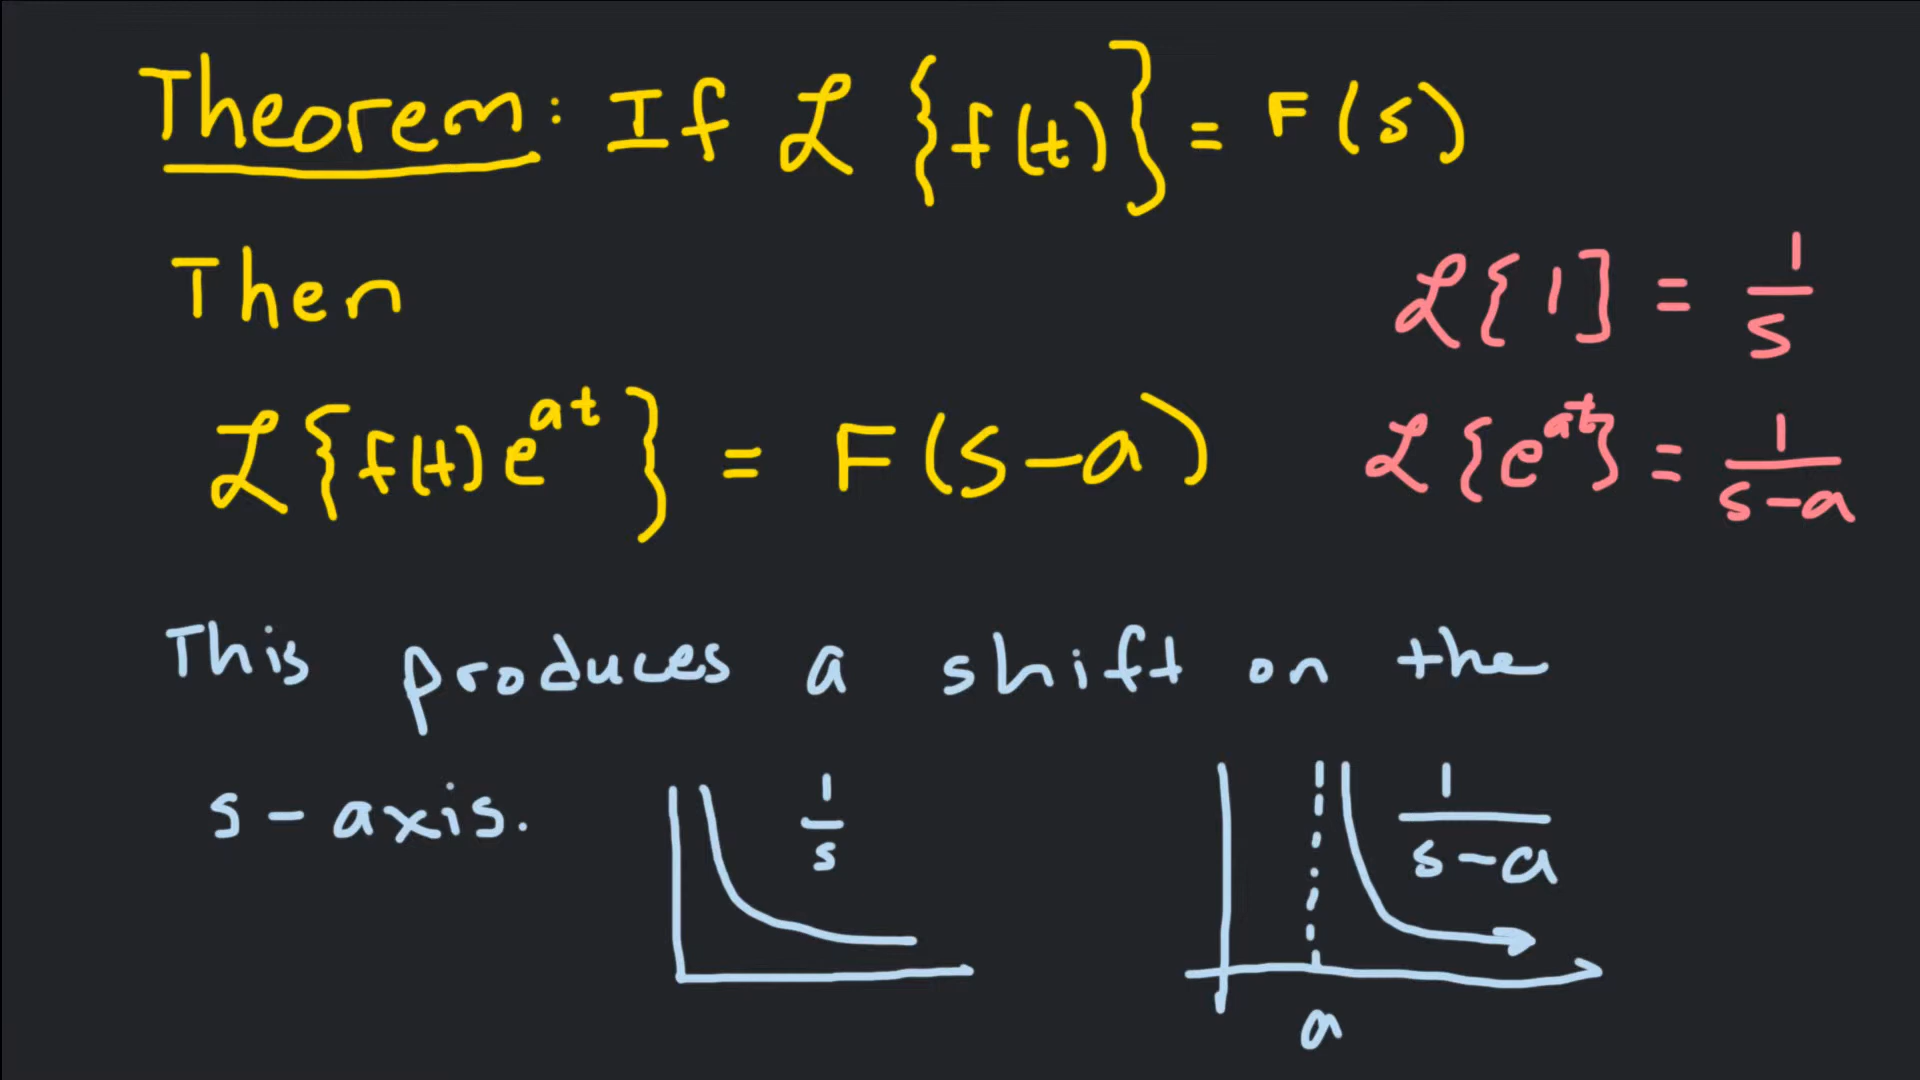 Theorem: If ℒ{f(t)} = F(s)
Then
ℒ{1} = 1/s
ℒ{f(t)e^at} = F(s-a)
ℒ{e^at} = 1/(s-a)
This produces a shift on the
s-axis.
1/s
1/(s-a)
a